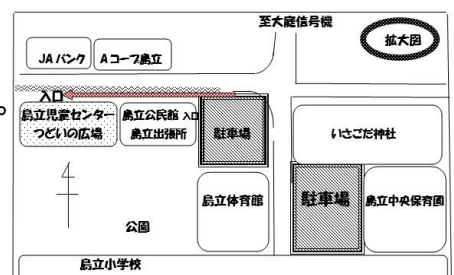 至大庭信号機
拡大図
JAバンク
Aコープ島立
入口
島立児童センター
つどいの広場
島立公民館 入口
島立出張所
駐車場
いさごだ神社
島立体育館
駐車場
島立中央保育園
公園
島立小学校